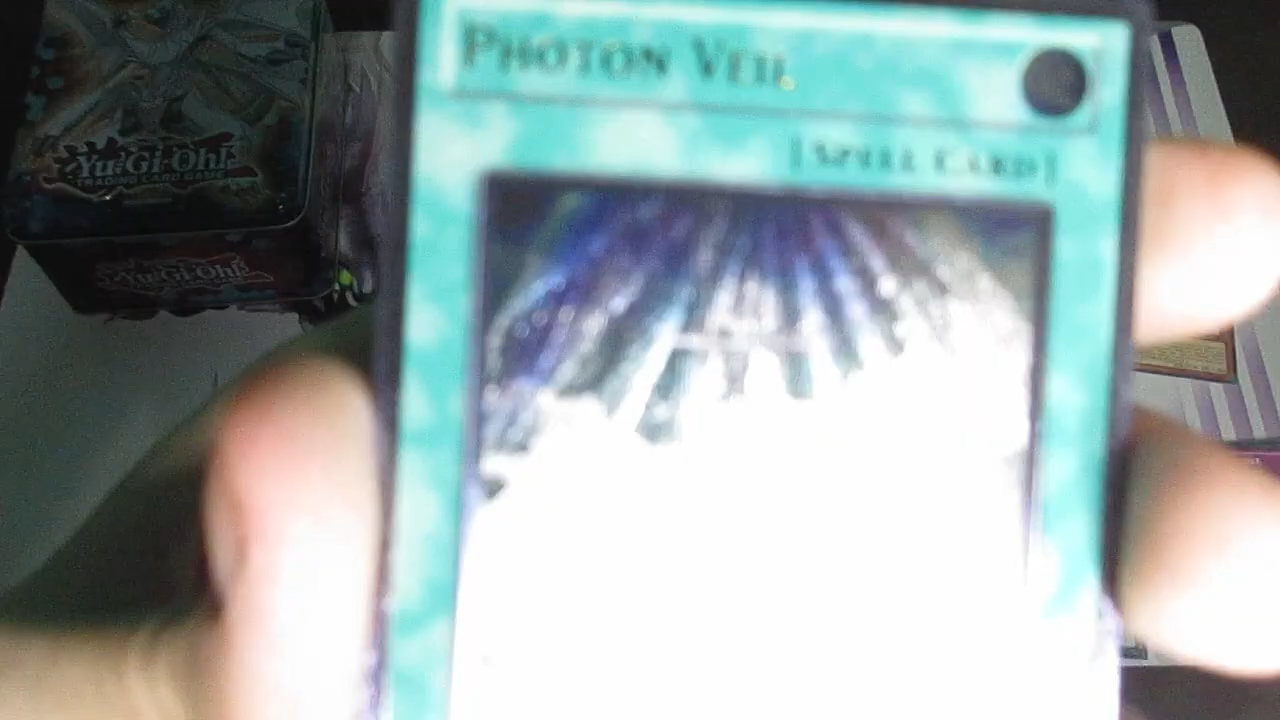 PHOTON VEIL
[SPELL CARD]
Yu-Gi-Oh!
TRADING CARD GAME
Yu-Gi-Oh!